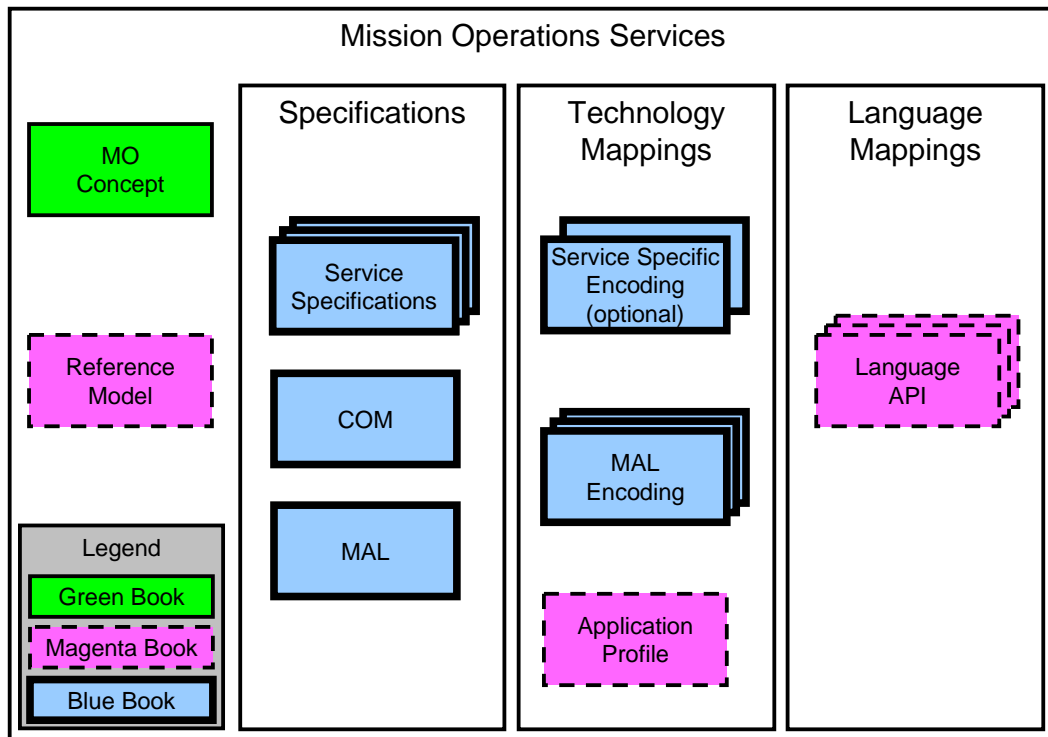 Mission Operations Services
MO
Concept
Reference
Model
Legend
Green Book
Magenta Book
Blue Book
Specifications
Service
Specifications
COM
MAL
Technology
Mappings
Service Specific
Encoding
(optional)
MAL
Encoding
Application
Profile
Language
Mappings
Language
API